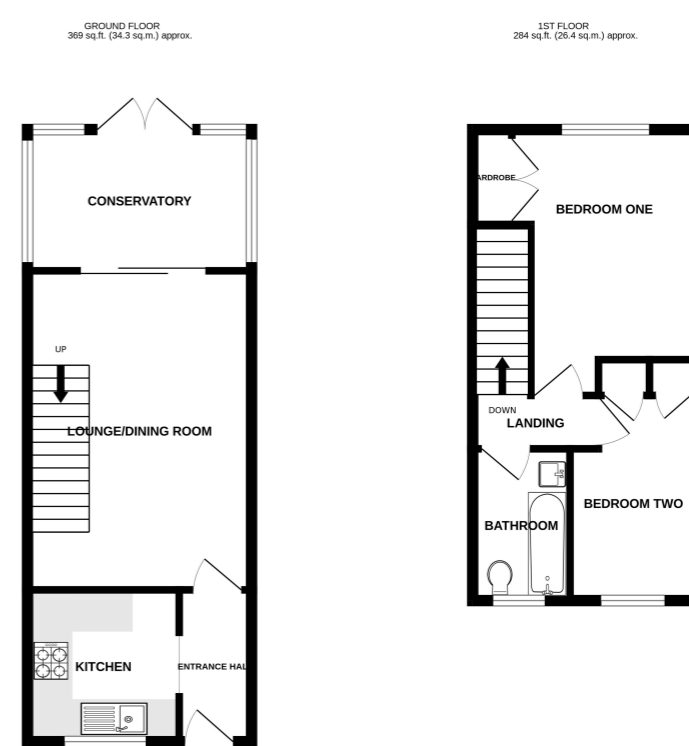 GROUND FLOOR
369 sq.ft. (34.3 sq.m.) approx.
1ST FLOOR
284 sq.ft. (26.4 sq.m.) approx.
CONSERVATORY
UP
LOUNGE/DINING ROOM
KITCHEN
ENTRANCE HAL
ARDROBE
BEDROOM ONE
DOWN
LANDING
BATHROOM
BEDROOM TWO